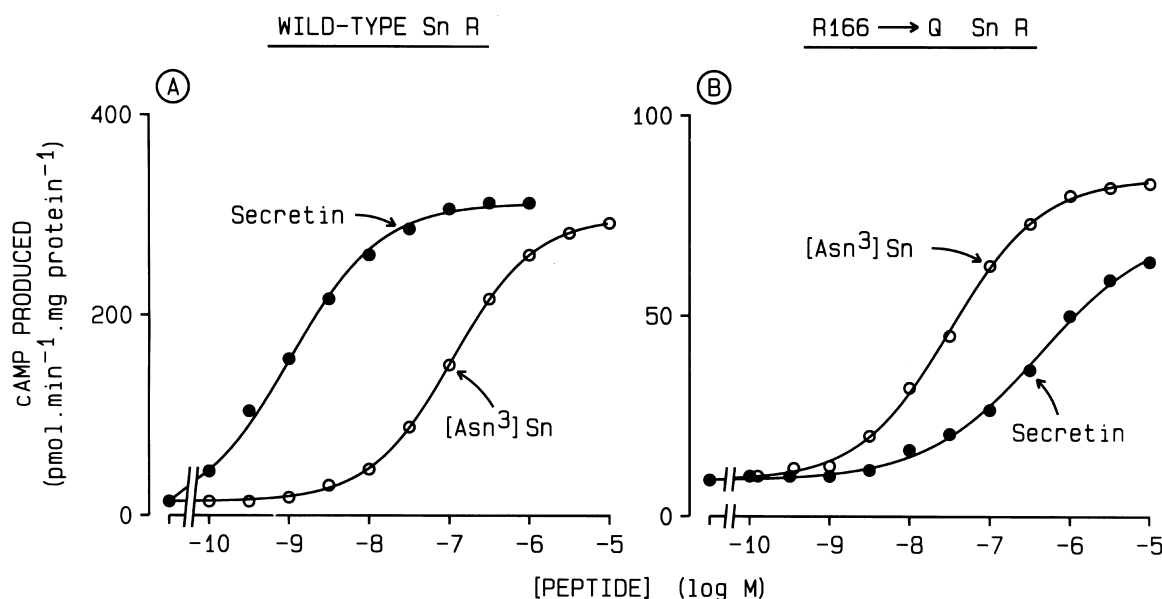 WILD-TYPE Sn R
R166 ⟶ Q Sn R
A
B
cAMP PRODUCED
(pmol.min⁻¹.mg protein⁻¹)
400
200
0
Secretin
[Asn³]Sn
-10 -9 -8 -7 -6 -5
100
50
0
[Asn³]Sn
Secretin
-10 -9 -8 -7 -6 -5
[PEPTIDE] (log M)